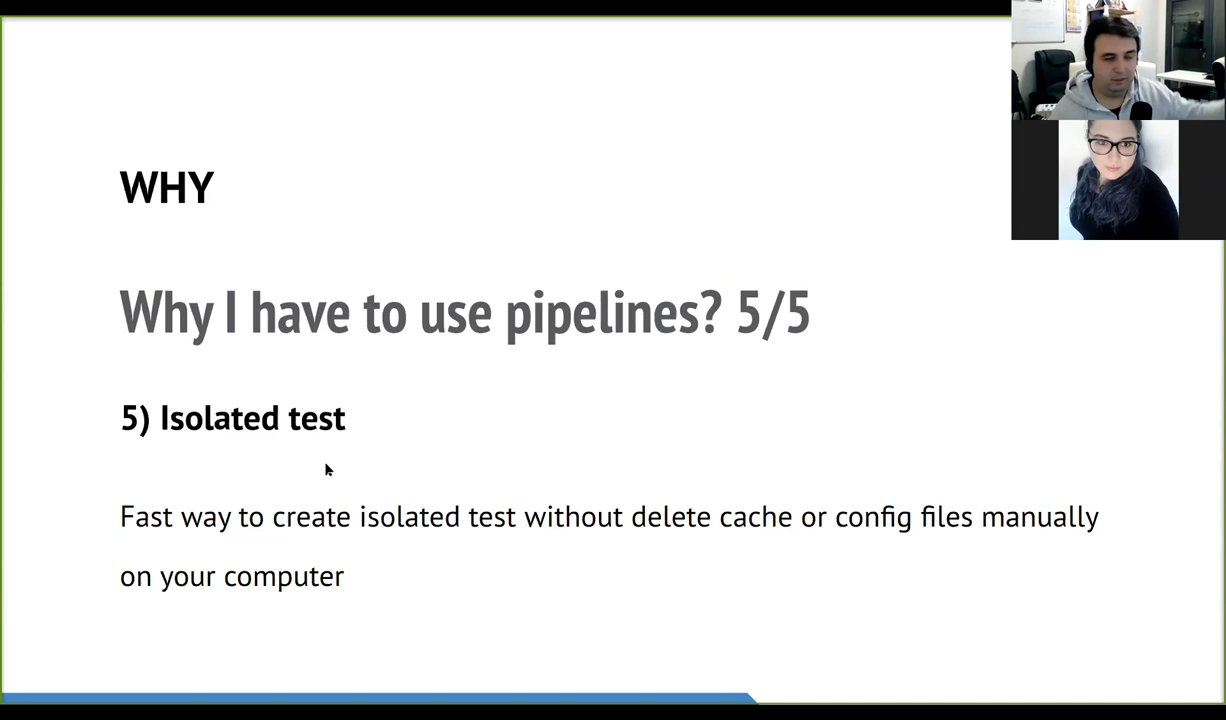 WHY
Why I have to use pipelines? 5/5
5) Isolated test
Fast way to create isolated test without delete cache or config files manually
on your computer